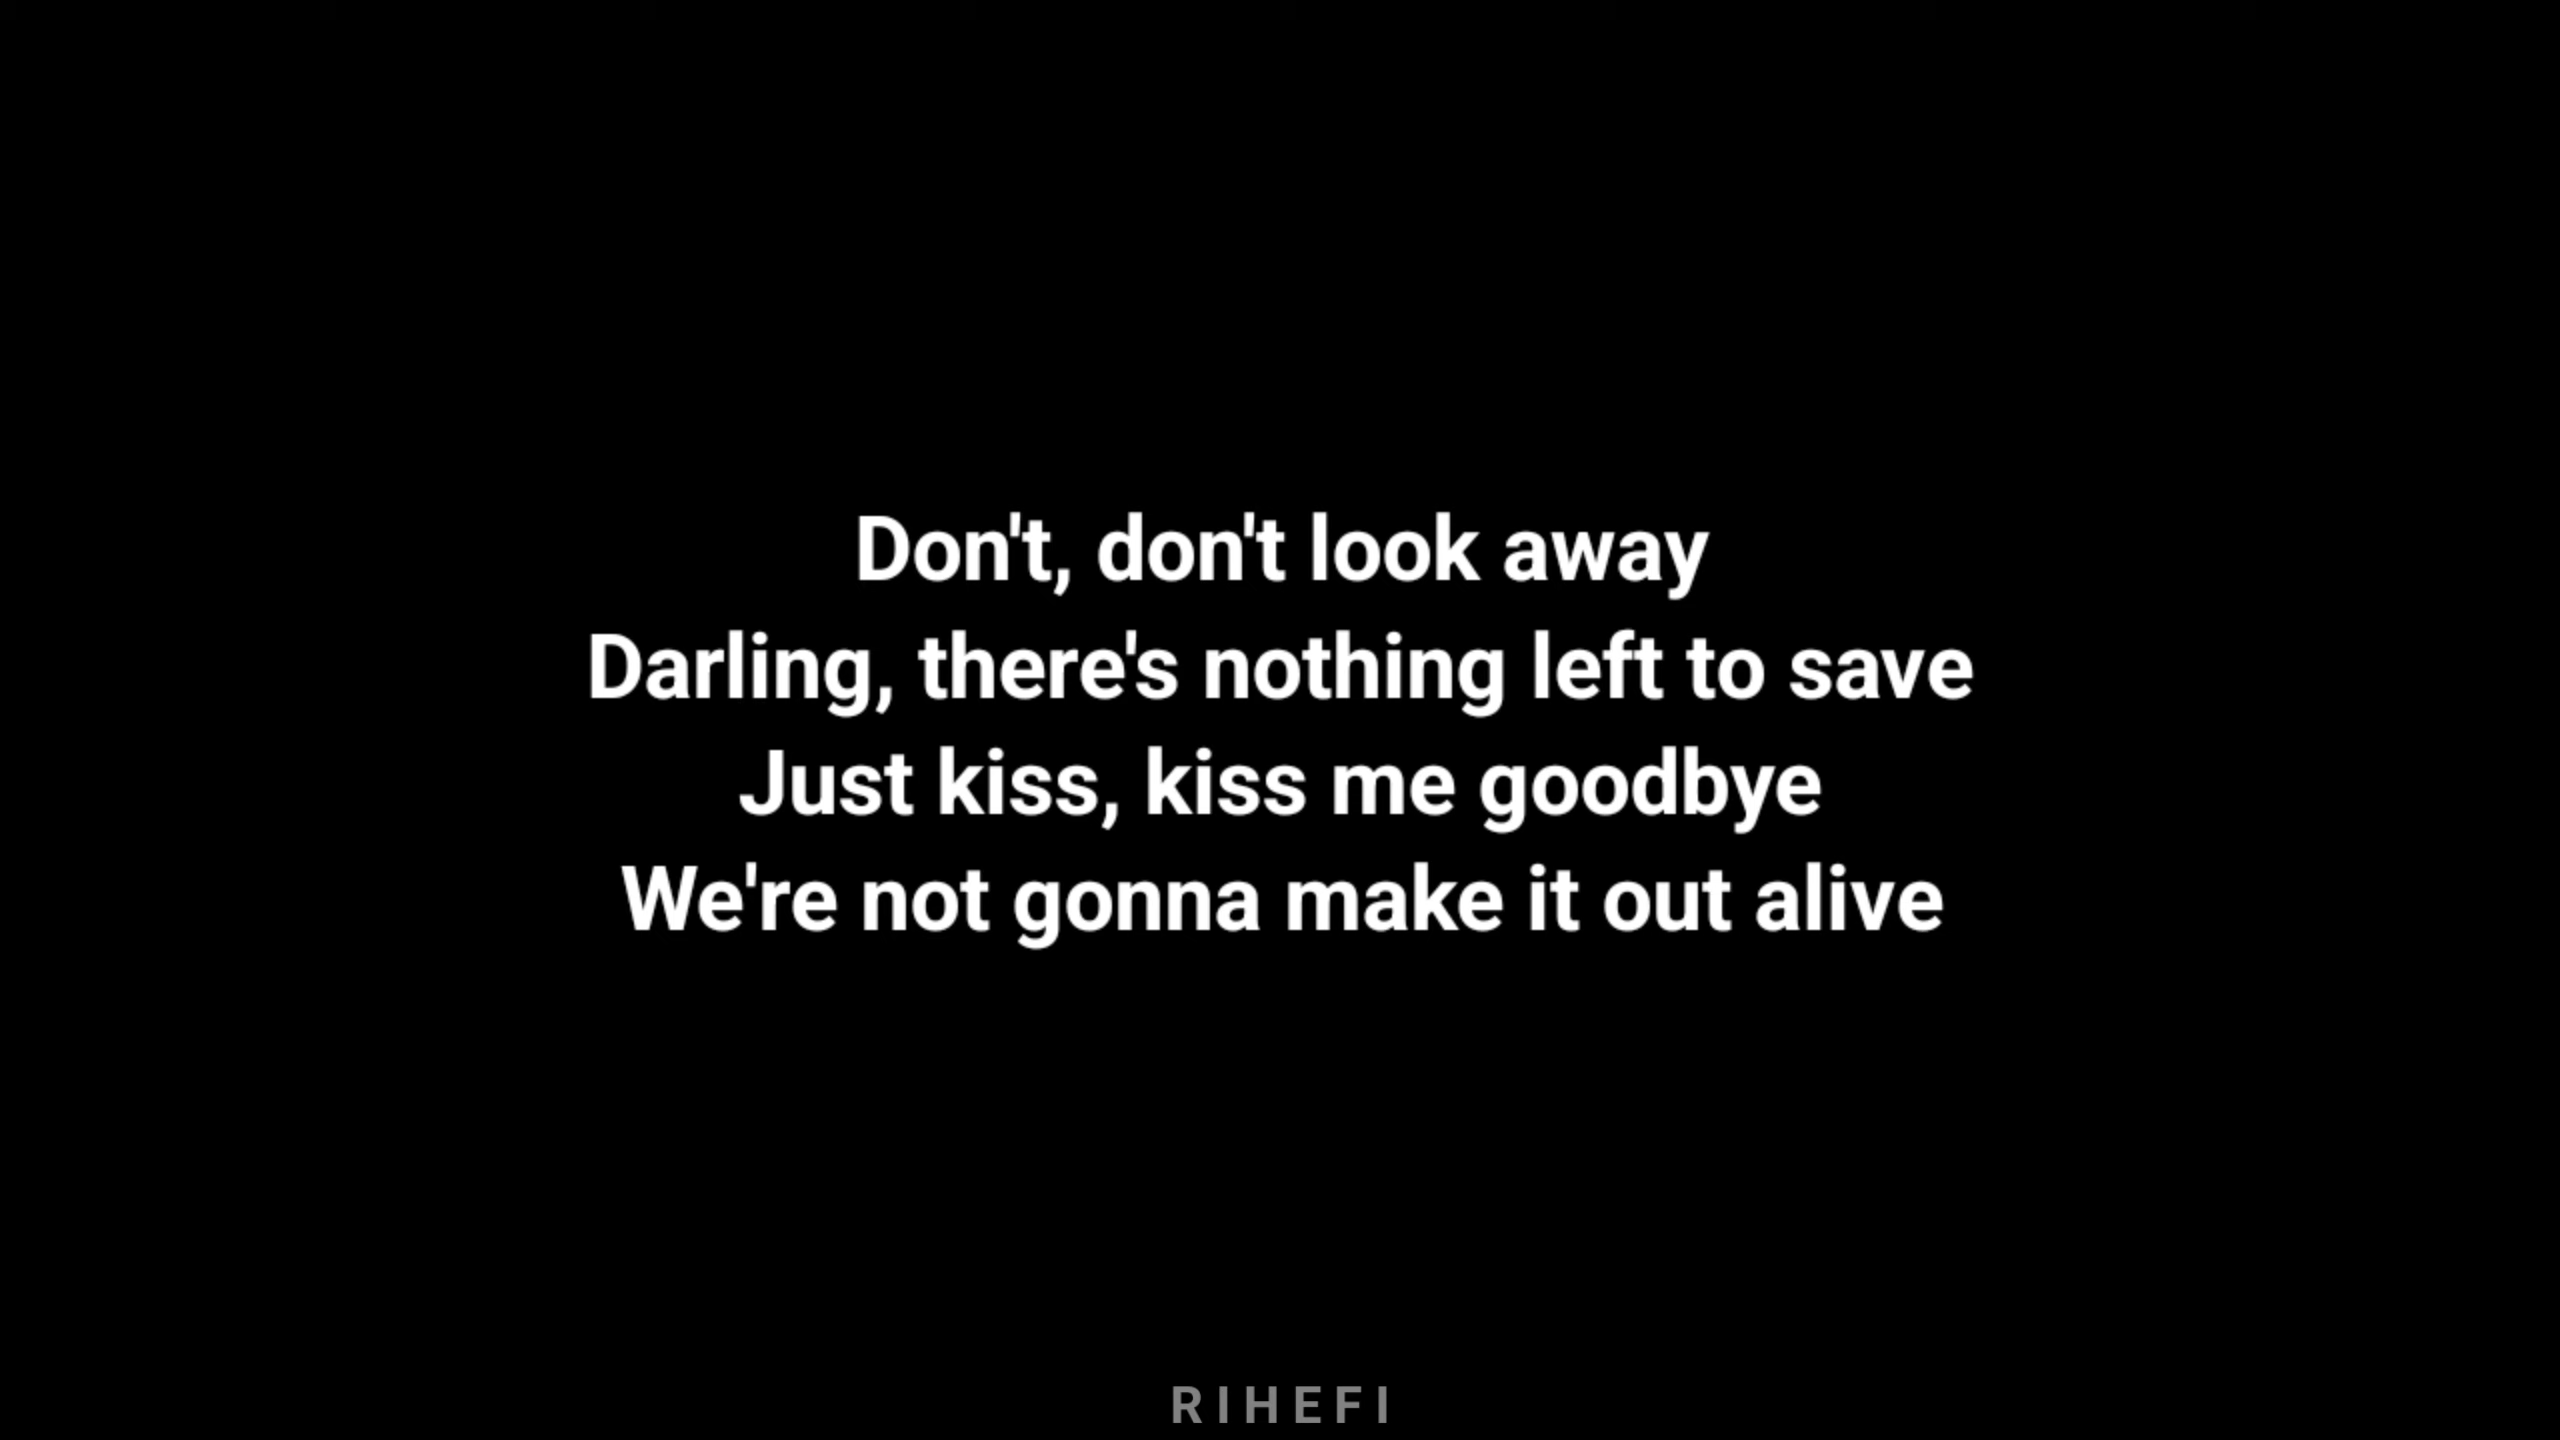 Don't, don't look away
Darling, there's nothing left to save
Just kiss, kiss me goodbye
We're not gonna make it out alive
RIHEFI